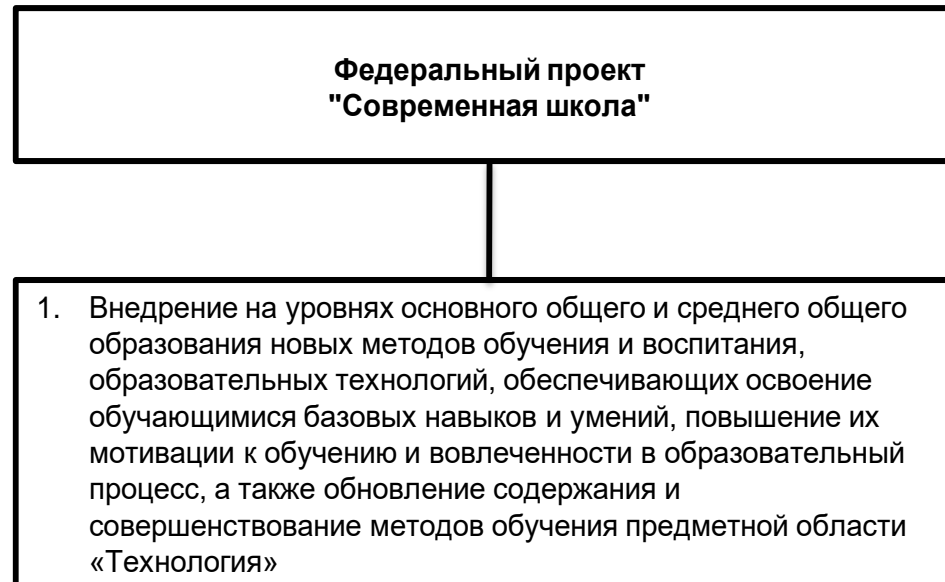 Федеральный проект
"Современная школа"
1. Внедрение на уровнях основного общего и среднего общего
образования новых методов обучения и воспитания,
образовательных технологий, обеспечивающих освоение
обучающимися базовых навыков и умений, повышение их
мотивации к обучению и вовлеченности в образовательный
процесс, а также обновление содержания и
совершенствование методов обучения предметной области
«Технология»